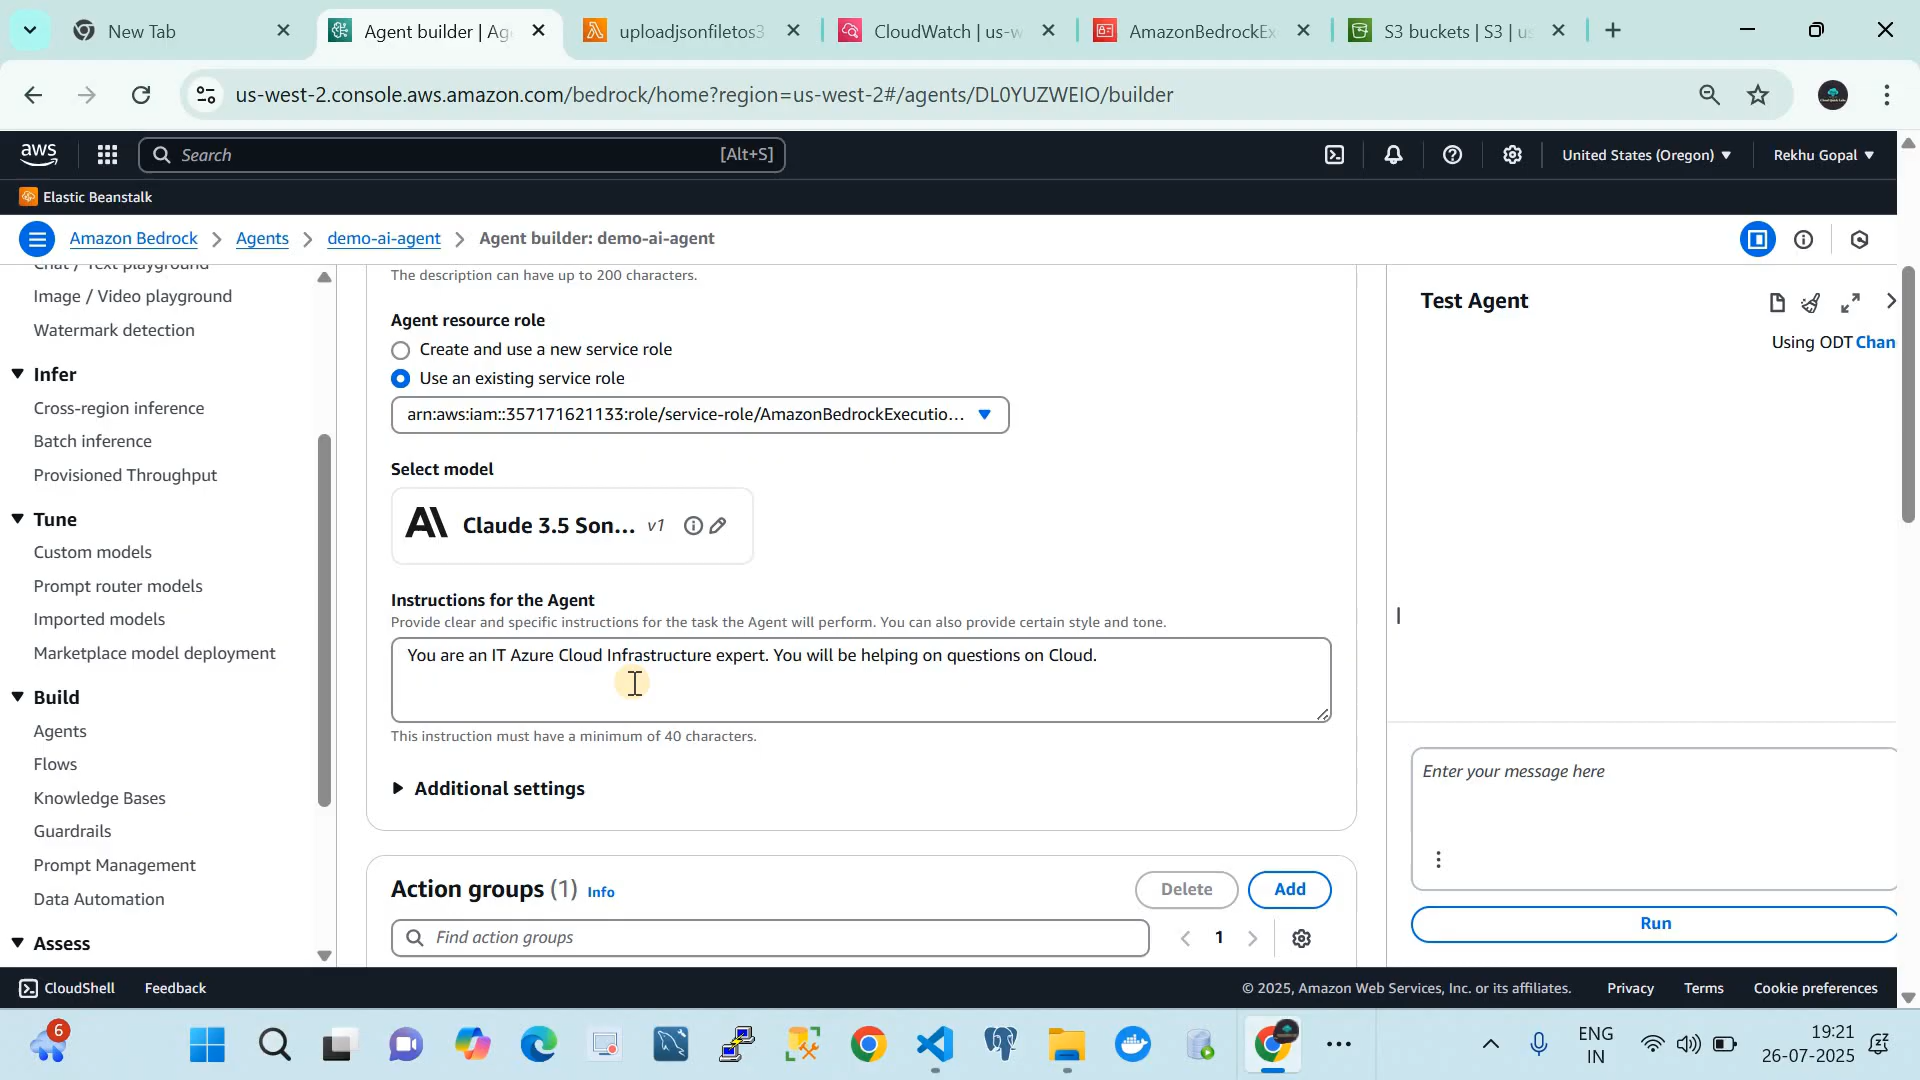 New Tab
Agent builder | Ag
uploadjsonfiletos3
CloudWatch | us-w
AmazonBedrockEx
S3 buckets | S3 | us
us-west-2.console.aws.amazon.com/bedrock/home?region=us-west-2#/agents/DL0YUZWEIO/builder
aws
Search
[Alt+S]
United States (Oregon)
Rekhu Gopal
Elastic Beanstalk
Amazon Bedrock
Agents
demo-ai-agent
Agent builder: demo-ai-agent
Chat / Text playground
Image / Video playground
Watermark detection
Infer
Cross-region inference
Batch inference
Provisioned Throughput
Tune
Custom models
Prompt router models
Imported models
Marketplace model deployment
Build
Agents
Flows
Knowledge Bases
Guardrails
Prompt Management
Data Automation
Assess
The description can have up to 200 characters.
Agent resource role
Create and use a new service role
Use an existing service role
arn:aws:iam::357171621133:role/service-role/AmazonBedrockExecutio...
Select model
Claude 3.5 Son... v1
Instructions for the Agent
Provide clear and specific instructions for the task the Agent will perform. You can also provide certain style and tone.
You are an IT Azure Cloud Infrastructure expert. You will be helping on questions on Cloud.
This instruction must have a minimum of 40 characters.
Additional settings
Action groups (1) Info
Delete
Add
Find action groups
1
Test Agent
Using ODT Chan
Enter your message here
Run
CloudShell
Feedback
© 2025, Amazon Web Services, Inc. or its affiliates.
Privacy
Terms
Cookie preferences
6
ENG
IN
19:21
26-07-2025